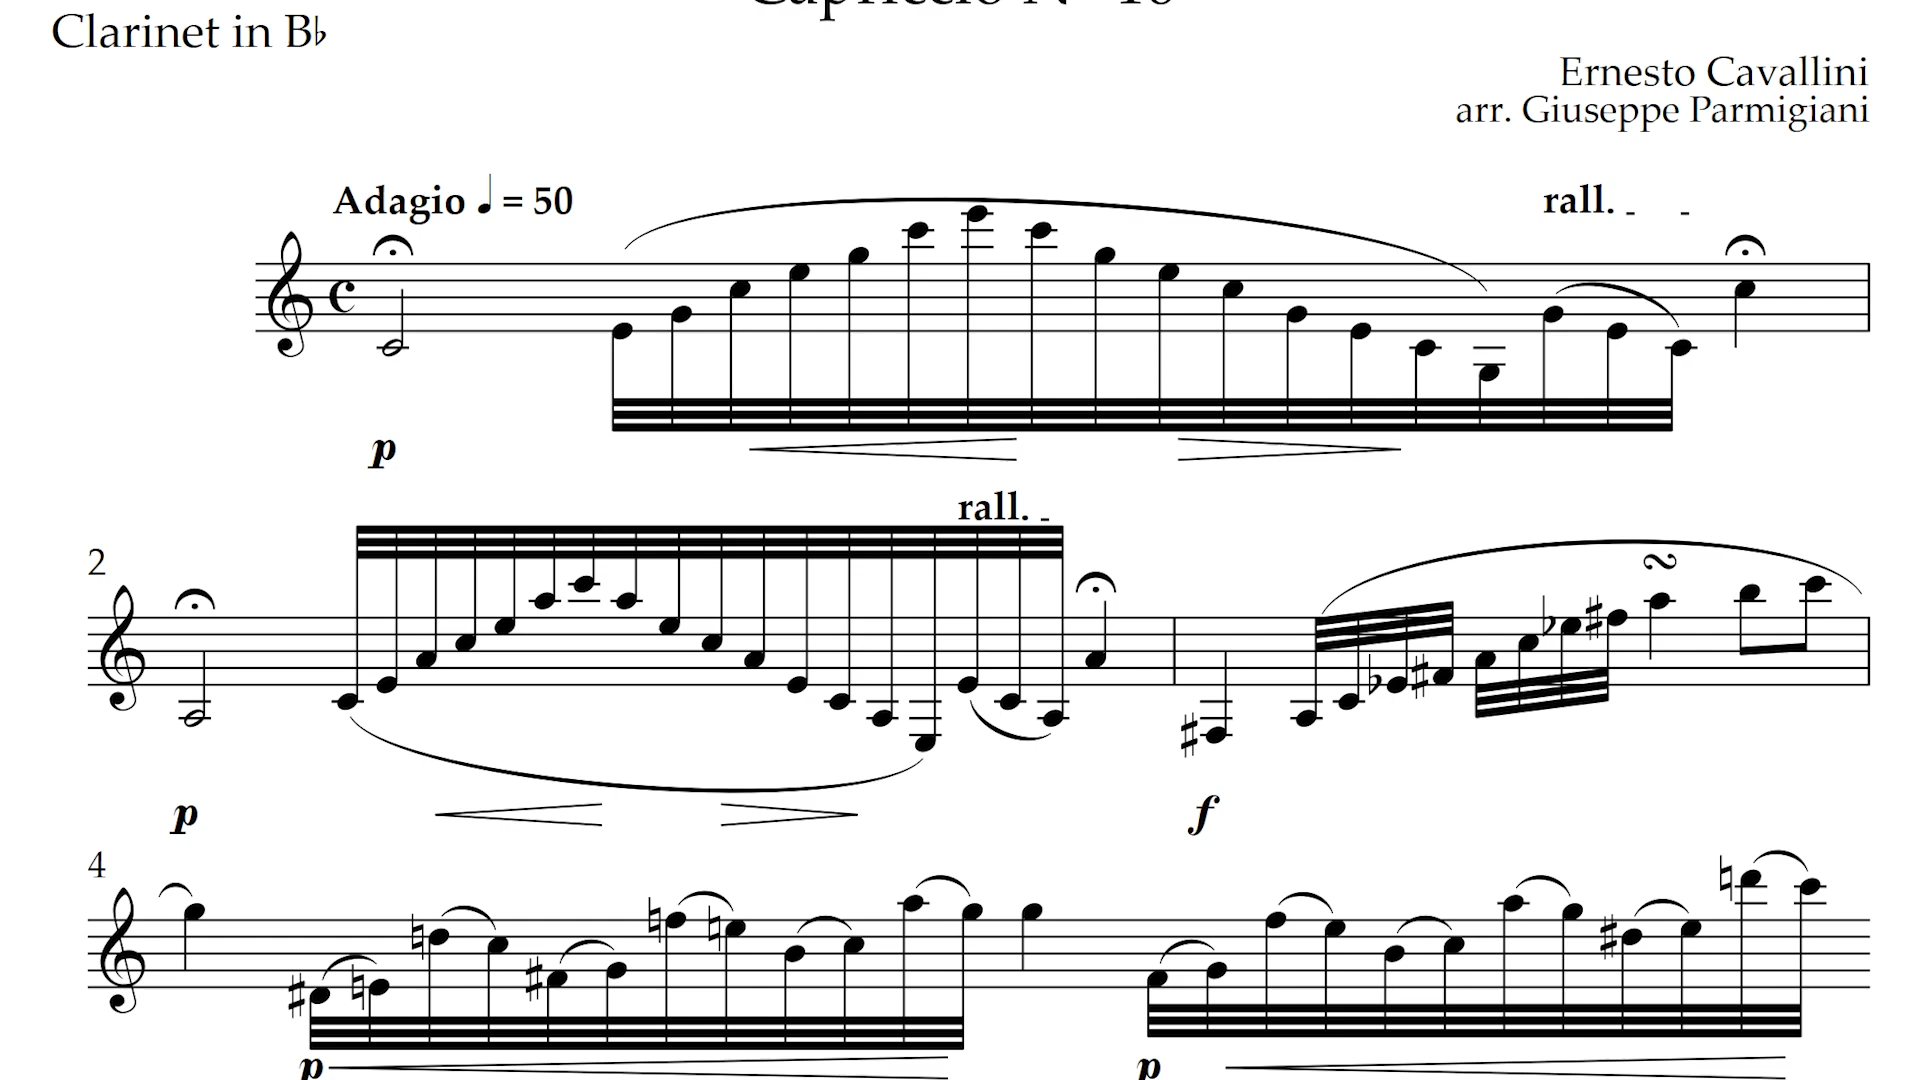 Clarinet in B♭
Ernesto Cavallini
arr. Giuseppe Parmigiani
Adagio ♩ = 50
rall. - -
p
rall. -
2
p
f
4
p
p